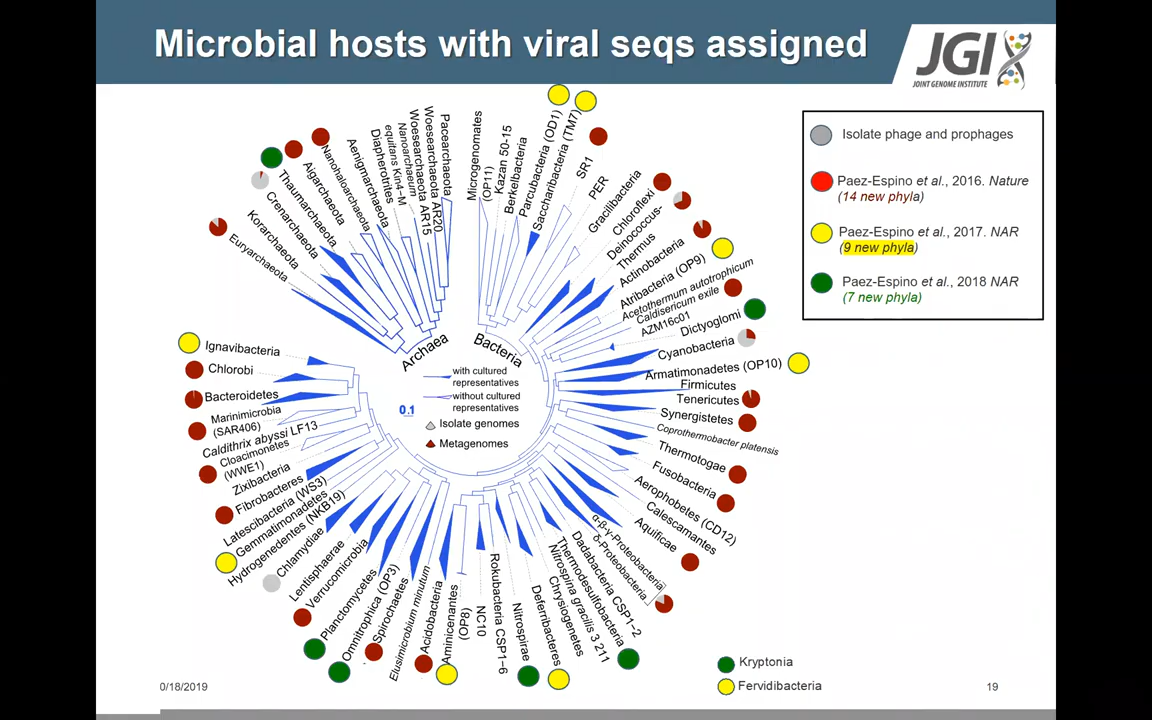 Microbial hosts with viral seqs assigned
JGI
JOINT GENOME INSTITUTE
Isolate phage and prophages
Paez-Espino et al., 2016. Nature
(14 new phyla)
Paez-Espino et al., 2017. NAR
(9 new phyla)
Paez-Espino et al., 2018 NAR
(7 new phyla)
Euryarchaeota
Korarchaeota
Crenarchaeota
Thaumarchaeota
Aigarchaeota
Nanohaloarchaeota
Aenigmarchaeota
Diapherotrites
Nanoarchaeum
equitans Kin4-M
Woesearchaeota AR15
Woesearchaeota AR20
Pacearchaeota
Microgenomates
(OP11)
Kazan 50-15
Berkelbacteria
Parcubacteria (OD1)
Saccharibacteria (TM7)
SR1
PER
Gracilibacteria
Chloroflexi
Deinococcus-
Thermus
Actinobacteria
Atribacteria (OP9)
Acetothermum autotrophicum
Caldisericum exile
AZM16c01
Dictyoglomi
Cyanobacteria
Armatimonadetes (OP10)
Firmicutes
Tenericutes
Synergistetes
Coprothermobacter platensis
Thermotogae
Fusobacteria
Aerophobetes (CD12)
Calescamantes
Aquificae
α-β-γ-Proteobacteria
δ-Proteobacteria
Dadabacteria CSP1-2
Thermodesulfobacteria
Nitrospina gracilis 3 211
Chrysiogenetes
Deferribacteres
Nitrospirae
Rokubacteria CSP1-6
NC10
Aminicenantes
(OP8)
Acidobacteria
Elusimicrobium minutum
Spirochaetes
Omnitrophica (OP3)
Planctomycetes
Verrucomicrobia
Lentisphaerae
Chlamydiae
Hydrogenedentes (NKB19)
Gemmatimonadetes
Latescibacteria (WS3)
Fibrobacteres
Zixibacteria
Cloacimonetes
(WWE1)
Caldithrix abyssi LF13
Marinimicrobia
(SAR406)
Bacteroidetes
Chlorobi
Ignavibacteria
Archaea
Bacteria
with cultured
representatives
without cultured
representatives
0.1
Isolate genomes
Metagenomes
Kryptonia
Fervidibacteria
0/18/2019
19